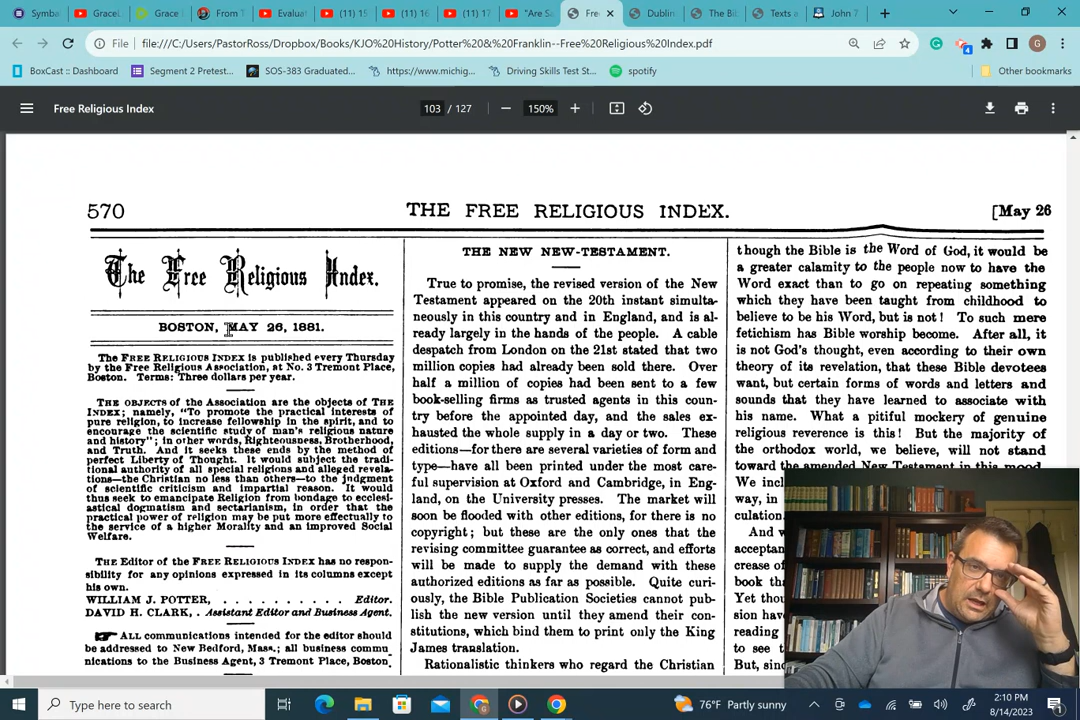 Symba
GraceL
Grace
From T
Evalua
(11) 15
(11) 16
(11) 17
"Are Sa
Free
Dublin
The Bib
Texts a
John 7
File
file:///C:/Users/PastorRoss/Dropbox/Books/KJO%20History/Potter%20&%20Franklin--Free%20Religious%20Index.pdf
G
BoxCast :: Dashboard
Segment 2 Pretest...
SOS-383 Graduated...
https://www.michig...
Driving Skills Test St...
spotify
Other bookmarks
Free Religious Index
103 / 127
150%
570
THE FREE RELIGIOUS INDEX.
[May 26
The Free Religious Index.
BOSTON, MAY 26, 1881.
The FREE RELIGIOUS INDEX is published every Thursday
by the Free Religious Association, at No. 3 Tremont Place,
Boston. Terms: Three dollars per year.
THE OBJECTS of the Association are the objects of THE
INDEX; namely, "To promote the practical interests of
pure religion, to increase fellowship in the spirit, and to
encourage the scientific study of man's religious nature
and history"; in other words, Righteousness, Brotherhood,
and Truth. And it seeks these ends by the method of
perfect Liberty of Thought. It would subject the tradi-
tional authority of all special religions and alleged revela-
tions—the Christian no less than others—to the judgment
of scientific criticism and impartial reason. It would
thus seek to emancipate Religion from bondage to ecclesi-
astical dogmatism and sectarianism, in order that the
practical power of religion may be put more effectually to
the service of a higher Morality and an improved Social
Welfare.
The Editor of the FREE RELIGIOUS INDEX has no respon-
sibility for any opinions expressed in its columns except
his own.
WILLIAM J. POTTER, . . . . . . . . . . Editor.
DAVID H. CLARK, . Assistant Editor and Business Agent.
ALL communications intended for the editor should
be addressed to New Bedford, Mass.; all business commu-
nications to the Business Agent, 3 Tremont Place, Boston.
THE NEW NEW-TESTAMENT.
True to promise, the revised version of the New
Testament appeared on the 20th instant simulta-
neously in this country and in England, and is al-
ready largely in the hands of the people. A cable
despatch from London on the 21st stated that two
million copies had already been sold there. Over
half a million of copies had been sent to a few
book-selling firms as trusted agents in this coun-
try before the appointed day, and the sales ex-
hausted the whole supply in a day or two. These
editions—for there are several varieties of form and
type—have all been printed under the most care-
ful supervision at Oxford and Cambridge, in Eng-
land, on the University presses. The market will
soon be flooded with other editions, for there is no
copyright; but these are the only ones that the
revising committee guarantee as correct, and efforts
will be made to supply the demand with these
authorized editions as far as possible. Quite curi-
ously, the Bible Publication Societies cannot pub-
lish the new version until they amend their con-
stitutions, which bind them to print only the King
James translation.
Rationalistic thinkers who regard the Christian
though the Bible is the Word of God, it would be
a greater calamity to the people now to have the
Word exact than to go on repeating something
which they have been taught from childhood to
believe to be his Word, but is not! To such mere
fetichism has Bible worship become. After all, it
is not God's thought, even according to their own
theory of its revelation, that these Bible devotees
want, but certain forms of words and letters and
sounds that they have learned to associate with
his name. What a pitiful mockery of genuine
religious reverence is this! But the majority of
the orthodox world, we believe, will not stand
toward the amended New Testament in this mood.
We incl
way, in
culation.
And w
acceptan
crease of
book tha
Yet thou
sion hav
reading
to see t
But, sinc
Type here to search
76°F Partly sunny
2:10 PM
8/14/2023
1